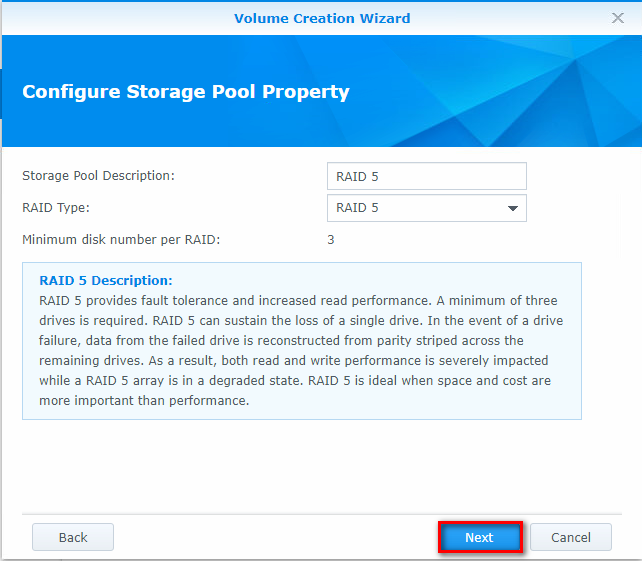 Volume Creation Wizard
Configure Storage Pool Property
Storage Pool Description: RAID 5
RAID Type: RAID 5
Minimum disk number per RAID: 3
RAID 5 Description:
RAID 5 provides fault tolerance and increased read performance. A minimum of three
drives is required. RAID 5 can sustain the loss of a single drive. In the event of a drive
failure, data from the failed drive is reconstructed from parity striped across the
remaining drives. As a result, both read and write performance is severely impacted
while a RAID 5 array is in a degraded state. RAID 5 is ideal when space and cost are
more important than performance.
Back Next Cancel